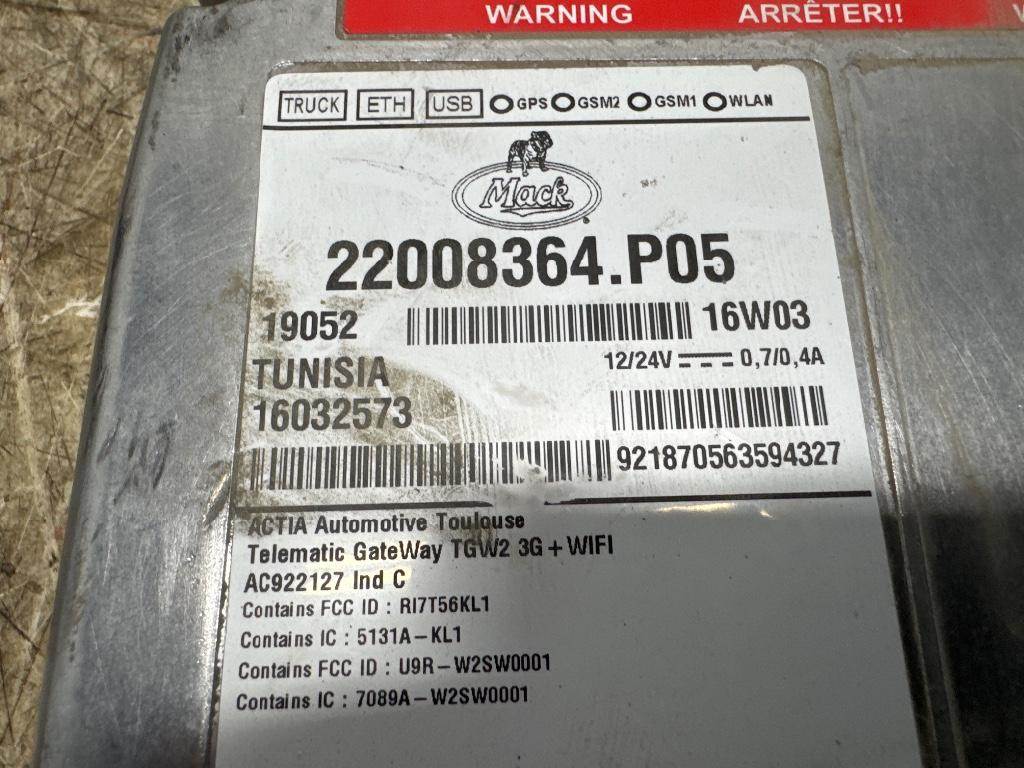 WARNING ARRÊTER!!
TRUCK ETH USB GPS GSM2 GSM1 WLAN
Mack
22008364.P05
19052 16W03
TUNISIA 12/24V 0,7/0,4A
16032573
921870563594327
ACTIA Automotive Toulouse
Telematic GateWay TGW2 3G+WIFI
AC922127 Ind C
Contains FCC ID : RI7T56KL1
Contains IC : 5131A-KL1
Contains FCC ID : U9R-W2SW0001
Contains IC : 7089A-W2SW0001